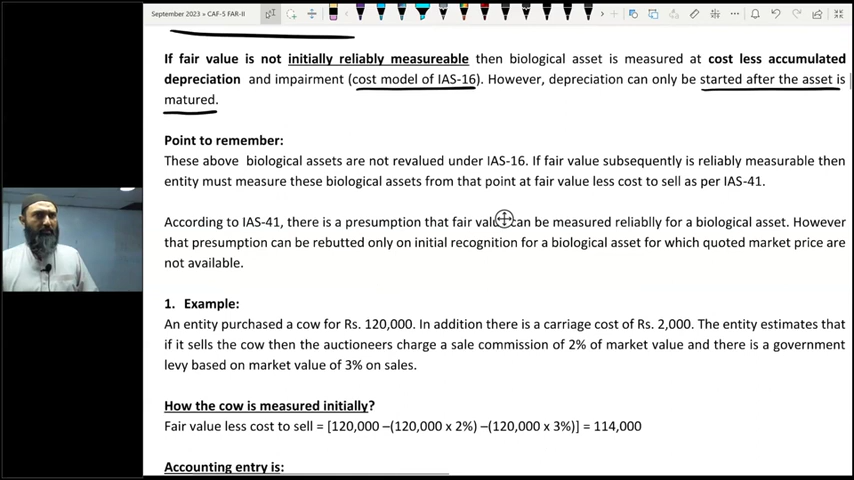 September 2023 » CAF-5 FAR-II
If fair value is not initially reliably measureable then biological asset is measured at cost less accumulated
depreciation and impairment (cost model of IAS-16). However, depreciation can only be started after the asset is
matured.
Point to remember:
These above biological assets are not revalued under IAS-16. If fair value subsequently is reliably measurable then
entity must measure these biological assets from that point at fair value less cost to sell as per IAS-41.
According to IAS-41, there is a presumption that fair value can be measured reliablly for a biological asset. However
that presumption can be rebutted only on initial recognition for a biological asset for which quoted market price are
not available.
1. Example:
An entity purchased a cow for Rs. 120,000. In addition there is a carriage cost of Rs. 2,000. The entity estimates that
if it sells the cow then the auctioneers charge a sale commission of 2% of market value and there is a government
levy based on market value of 3% on sales.
How the cow is measured initially?
Fair value less cost to sell = [120,000 –(120,000 x 2%) –(120,000 x 3%)] = 114,000
Accounting entry is: